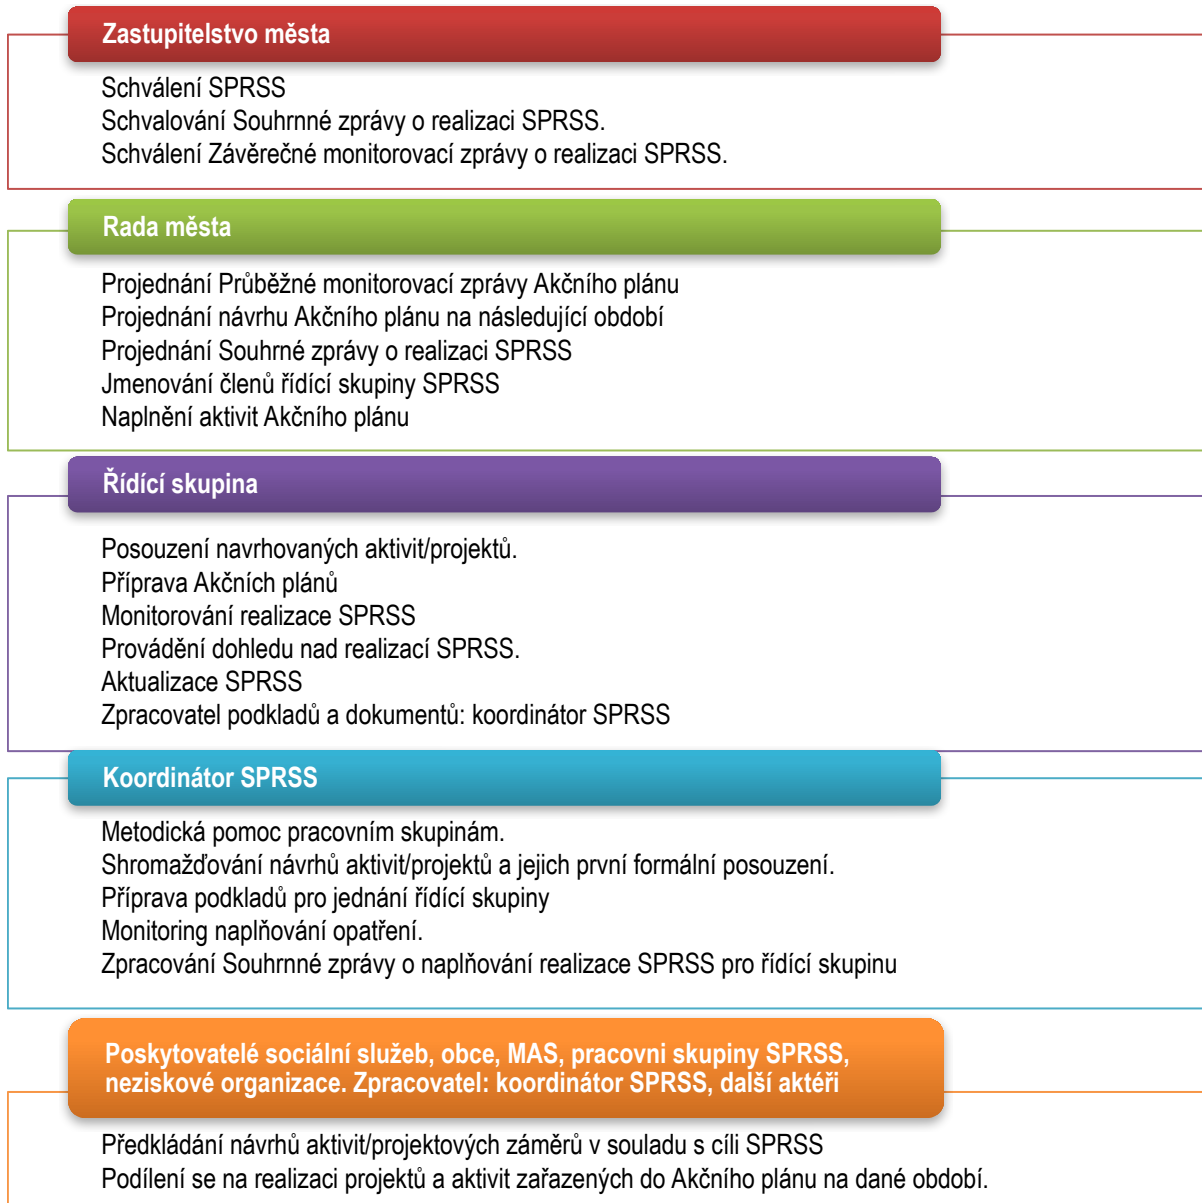 Zastupitelstvo města
Schválení SPRSS
Schvalování Souhrnné zprávy o realizaci SPRSS.
Schválení Závěrečné monitorovací zprávy o realizaci SPRSS.
Rada města
Projednání Průběžné monitorovací zprávy Akčního plánu
Projednání návrhu Akčního plánu na následující období
Projednání Souhrné zprávy o realizaci SPRSS
Jmenování členů řídící skupiny SPRSS
Naplnění aktivit Akčního plánu
Řídící skupina
Posouzení navrhovaných aktivit/projektů.
Příprava Akčních plánů
Monitorování realizace SPRSS
Provádění dohledu nad realizací SPRSS.
Aktualizace SPRSS
Zpracovatel podkladů a dokumentů: koordinátor SPRSS
Koordinátor SPRSS
Metodická pomoc pracovním skupinám.
Shromažďování návrhů aktivit/projektů a jejich první formální posouzení.
Příprava podkladů pro jednání řídící skupiny
Monitoring naplňování opatření.
Zpracování Souhrnné zprávy o naplňování realizace SPRSS pro řídící skupinu
Poskytovatelé sociální služeb, obce, MAS, pracovni skupiny SPRSS,
neziskové organizace. Zpracovatel: koordinátor SPRSS, další aktéři
Předkládání návrhů aktivit/projektových záměrů v souladu s cíli SPRSS
Podílení se na realizaci projektů a aktivit zařazených do Akčního plánu na dané období.